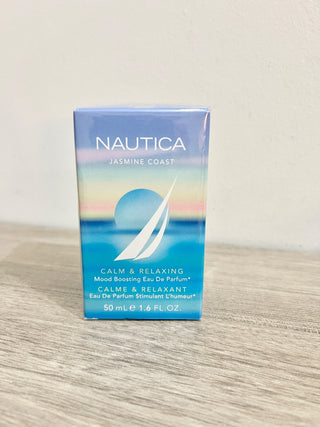 NAUTICA
JASMINE COAST
CALM & RELAXING
Mood Boosting Eau De Parfum*
CALME & RELAXANT
Eau De Parfum Stimulant L'humeur*
50 mL e 1.6 FL.OZ.